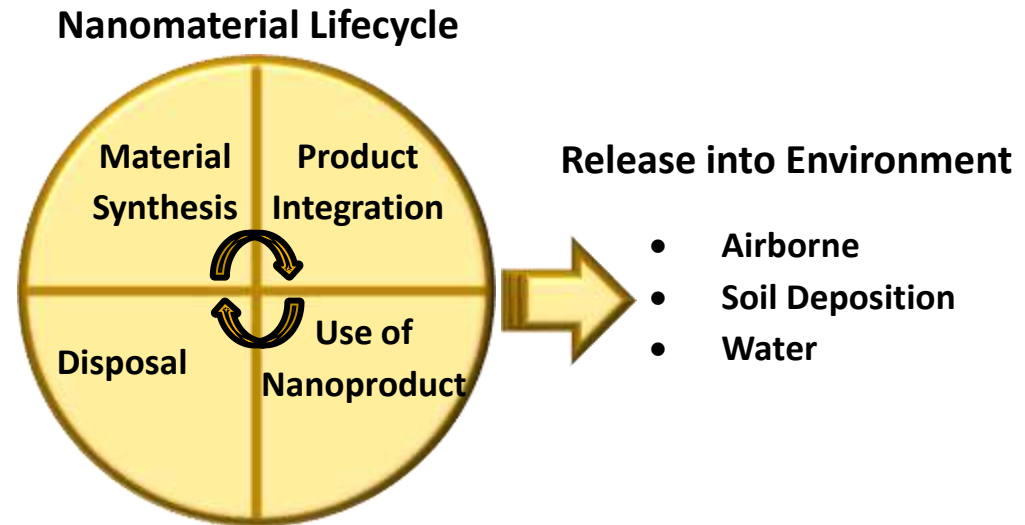 Nanomaterial Lifecycle
Material
Synthesis
Product
Integration
Disposal
Use of
Nanoproduct
Release into Environment
• Airborne
• Soil Deposition
• Water